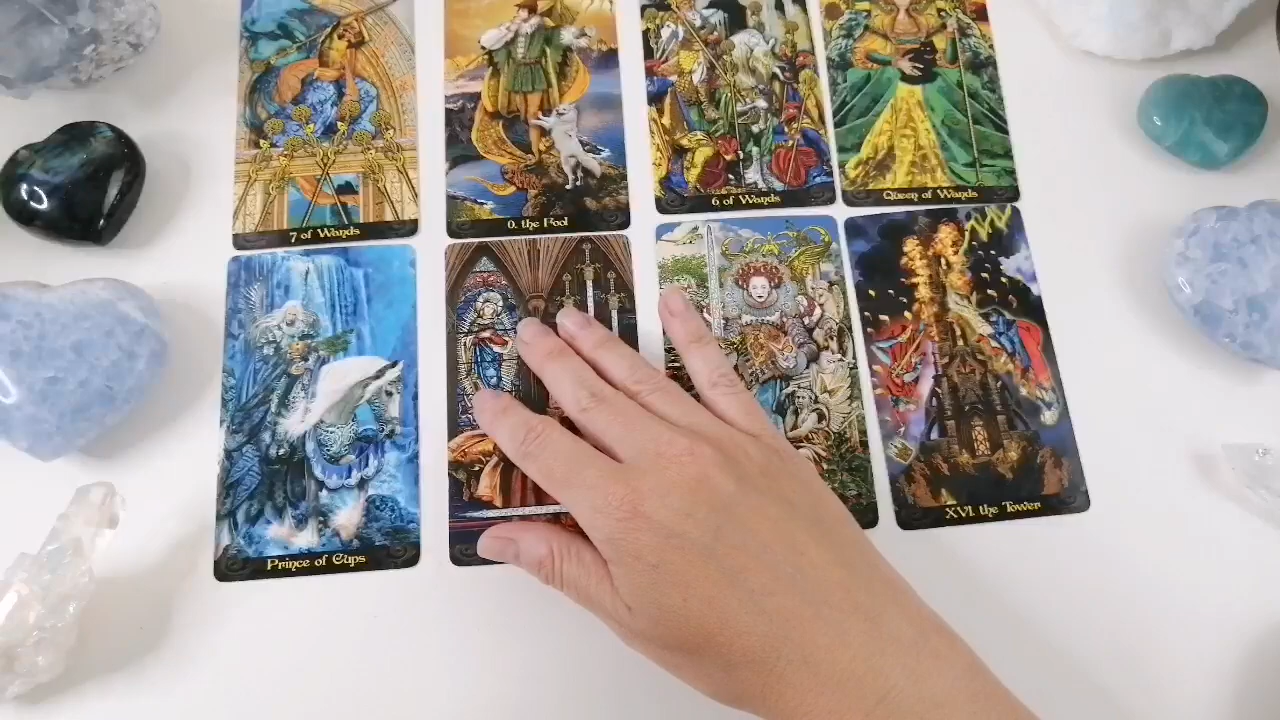 7 of Wands
0. the Fool
6 of Wands
Queen of Wands
Prince of Cups
XVI. the Tower